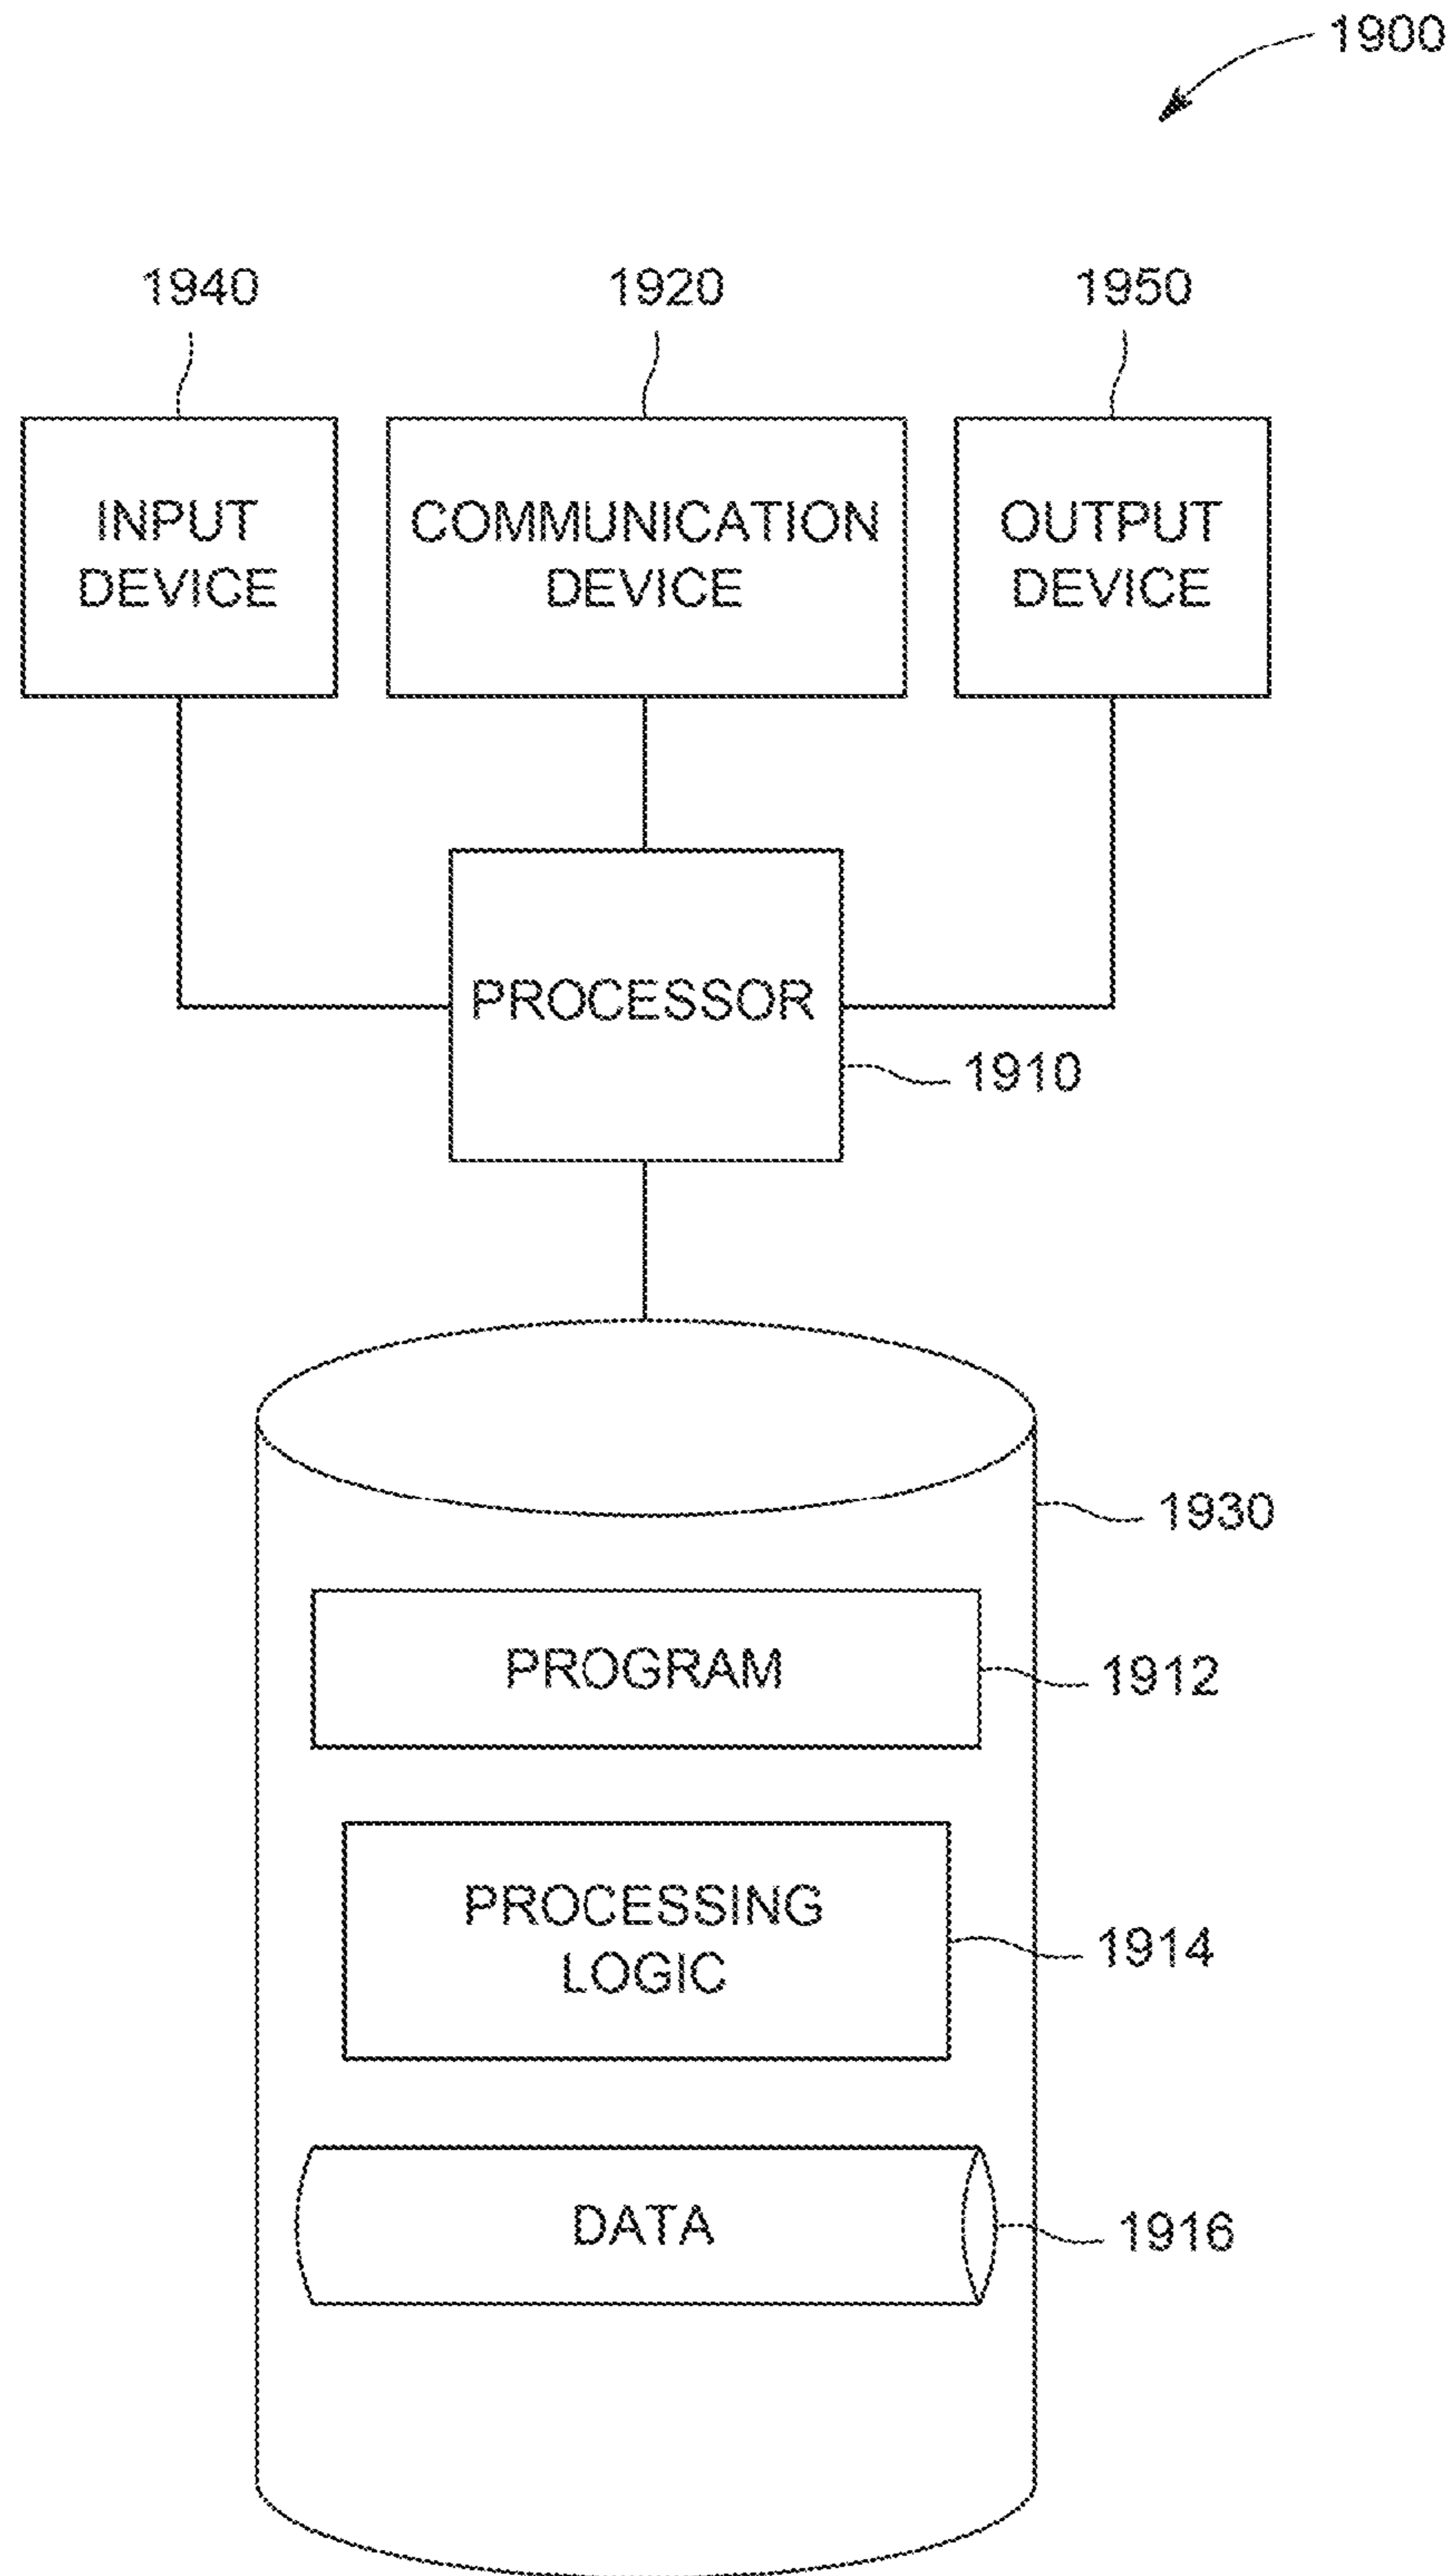 1900
1940
1920
1950
INPUT
DEVICE
COMMUNICATION
DEVICE
OUTPUT
DEVICE
PROCESSOR
1910
1930
PROGRAM
1912
PROCESSING
LOGIC
1914
DATA
1916